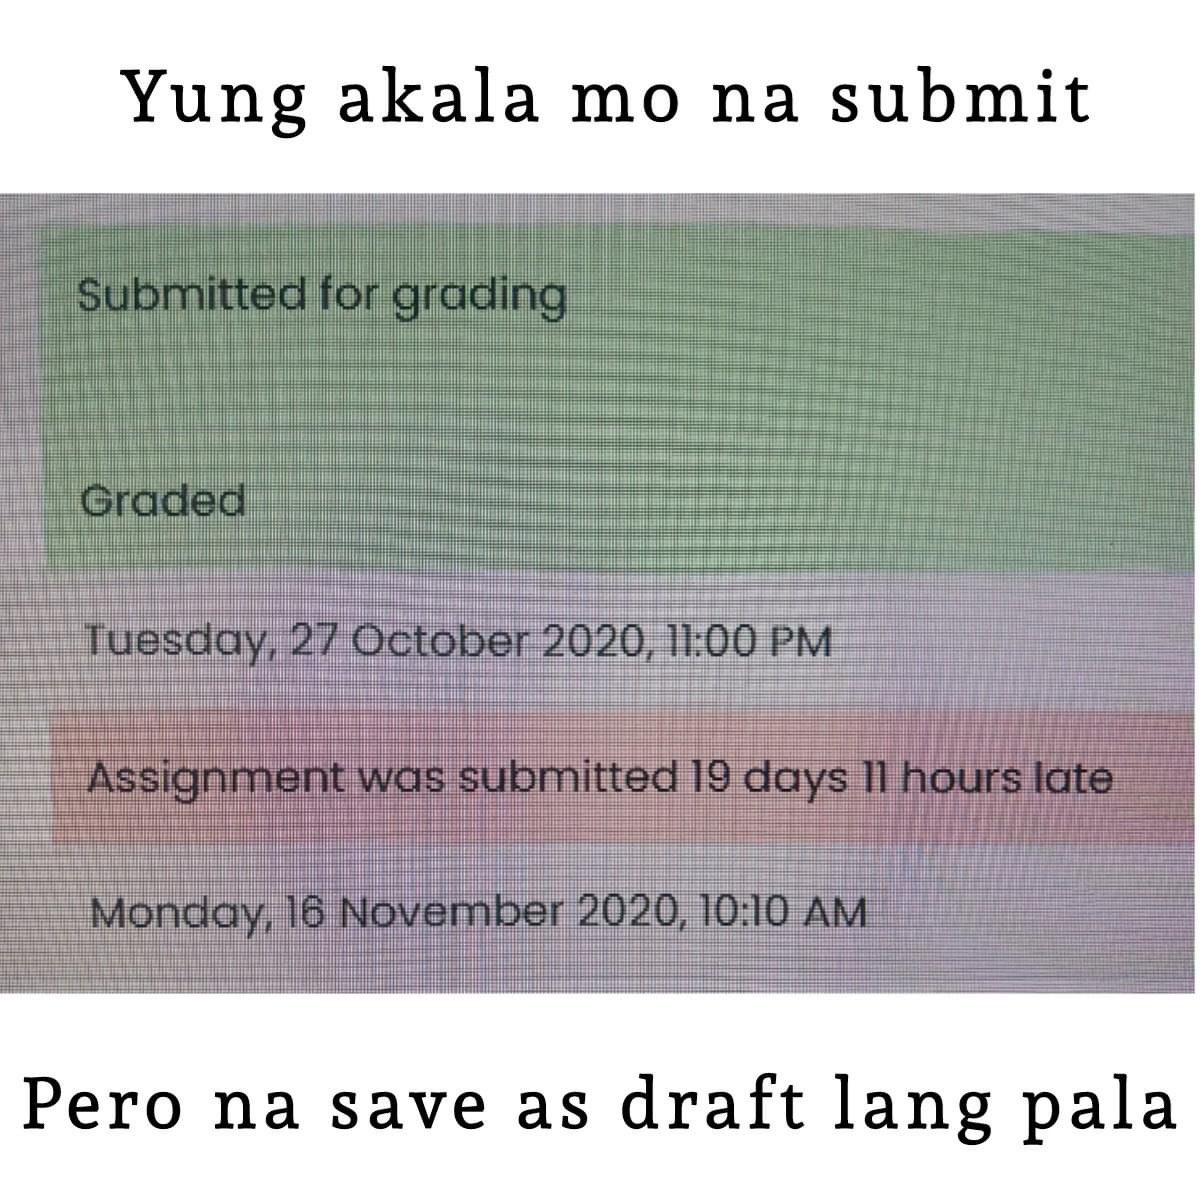 Yung akala mo na submit
Submitted for grading
Graded
Tuesday, 27 October 2020, 11:00 PM
Assignment was submitted 19 days 11 hours late
Monday, 16 November 2020, 10:10 AM
Pero na save as draft lang pala